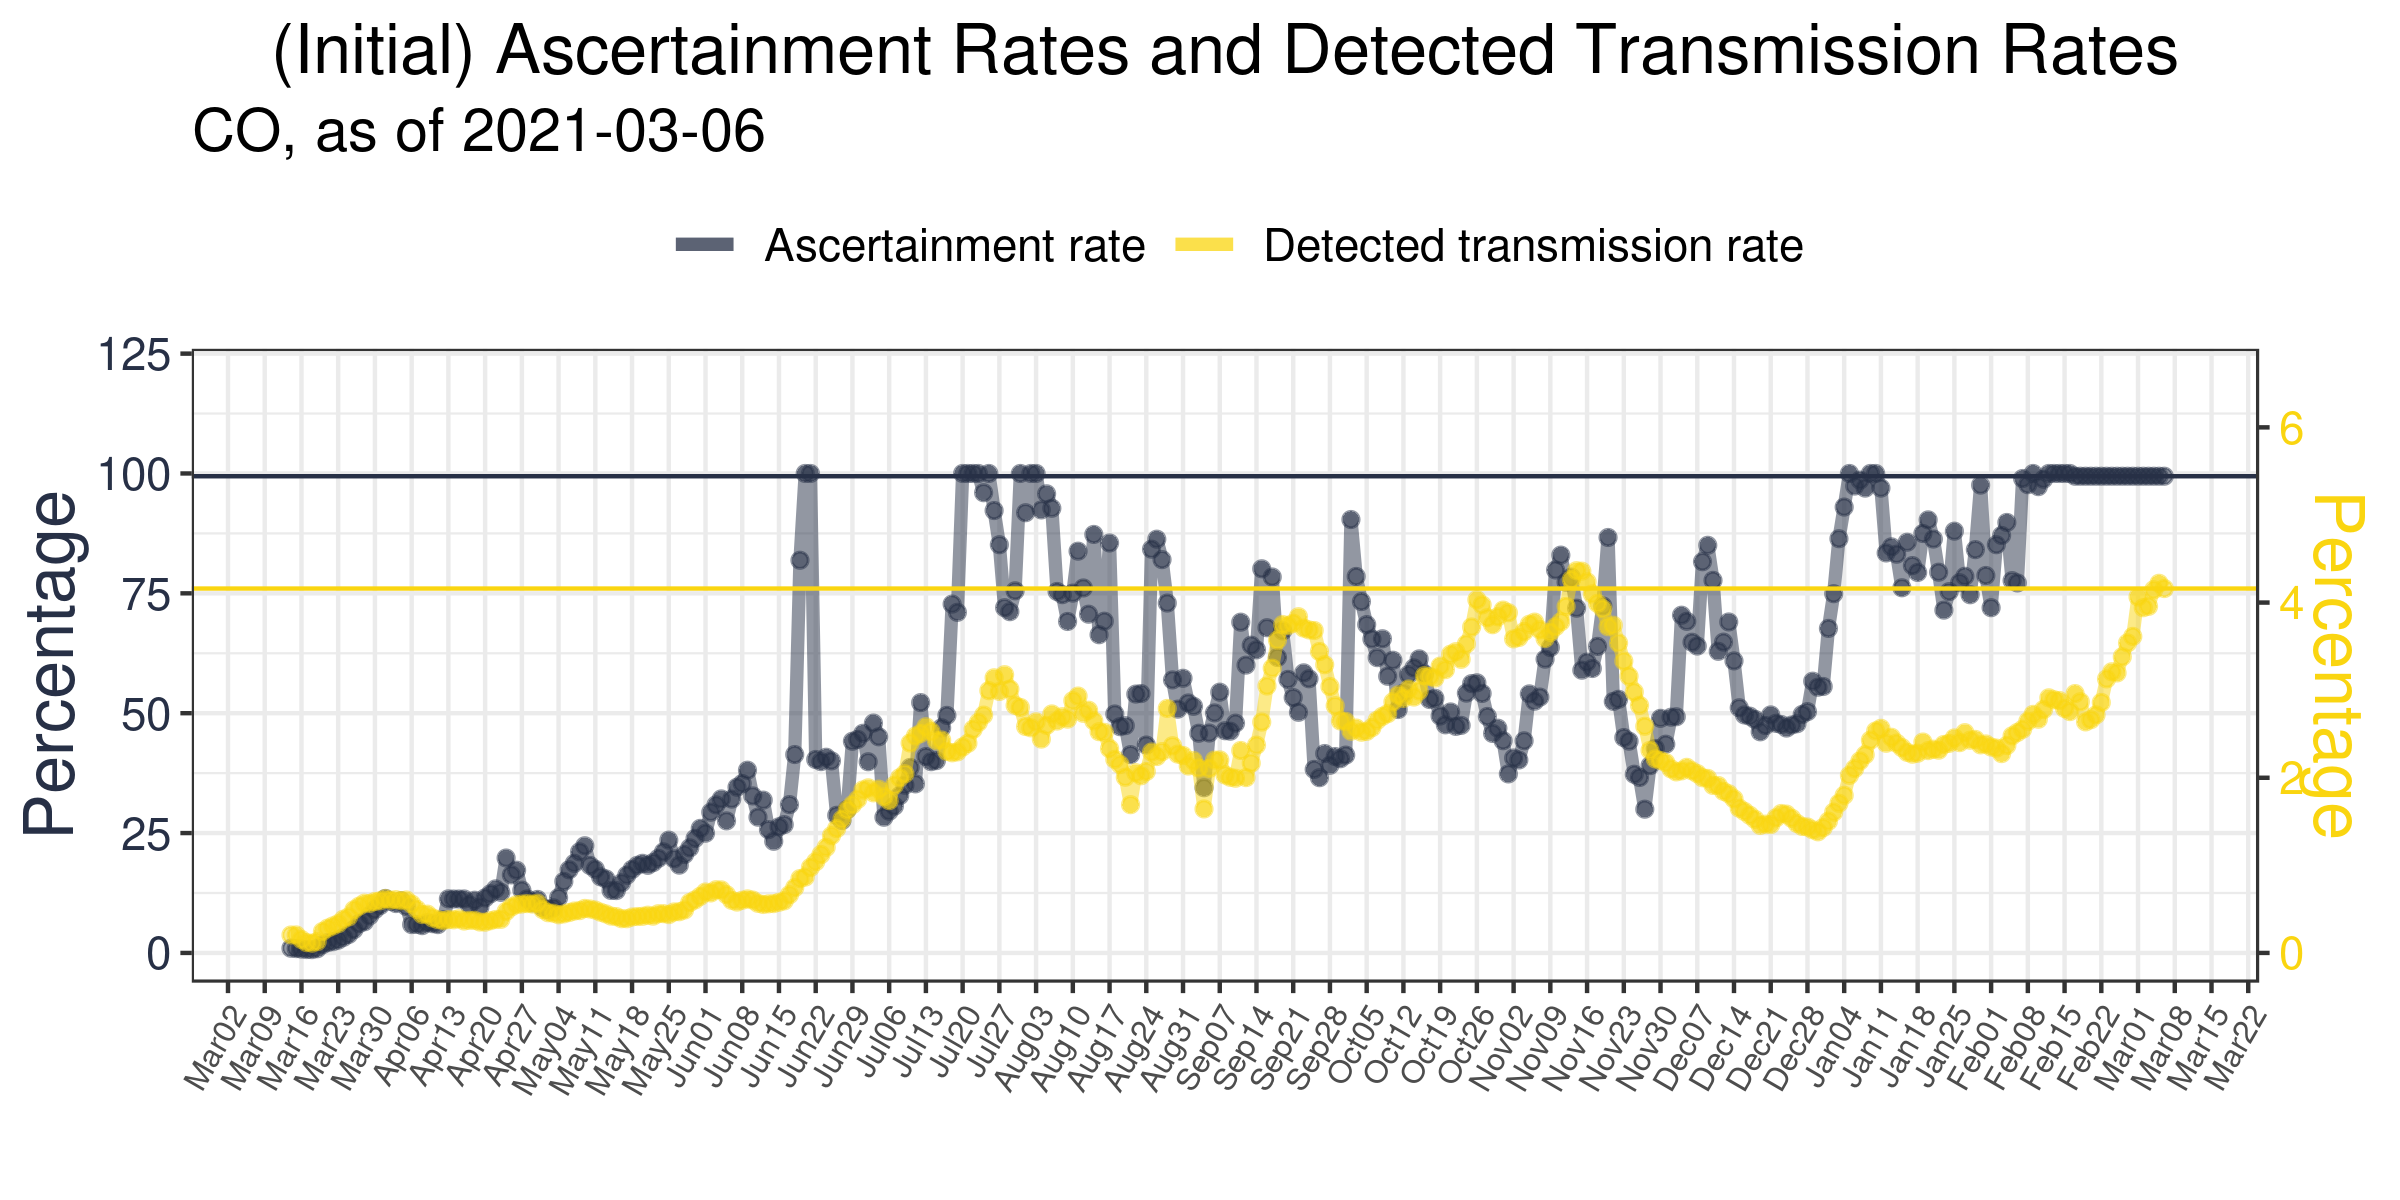 (Initial) Ascertainment Rates and Detected Transmission Rates
CO, as of 2021-03-06
Ascertainment rate
Detected transmission rate
Percentage
125
100
75
50
25
0
6
4
2
0
Percentage
Mar02
Mar09
Mar16
Mar23
Mar30
Apr06
Apr13
Apr20
Apr27
May04
May11
May18
May25
Jun01
Jun08
Jun15
Jun22
Jun29
Jul06
Jul13
Jul20
Jul27
Aug03
Aug10
Aug17
Aug24
Aug31
Sep07
Sep14
Sep21
Sep28
Oct05
Oct12
Oct19
Oct26
Nov02
Nov09
Nov16
Nov23
Nov30
Dec07
Dec14
Dec21
Dec28
Jan04
Jan11
Jan18
Jan25
Feb01
Feb08
Feb15
Feb22
Mar01
Mar08
Mar15
Mar22